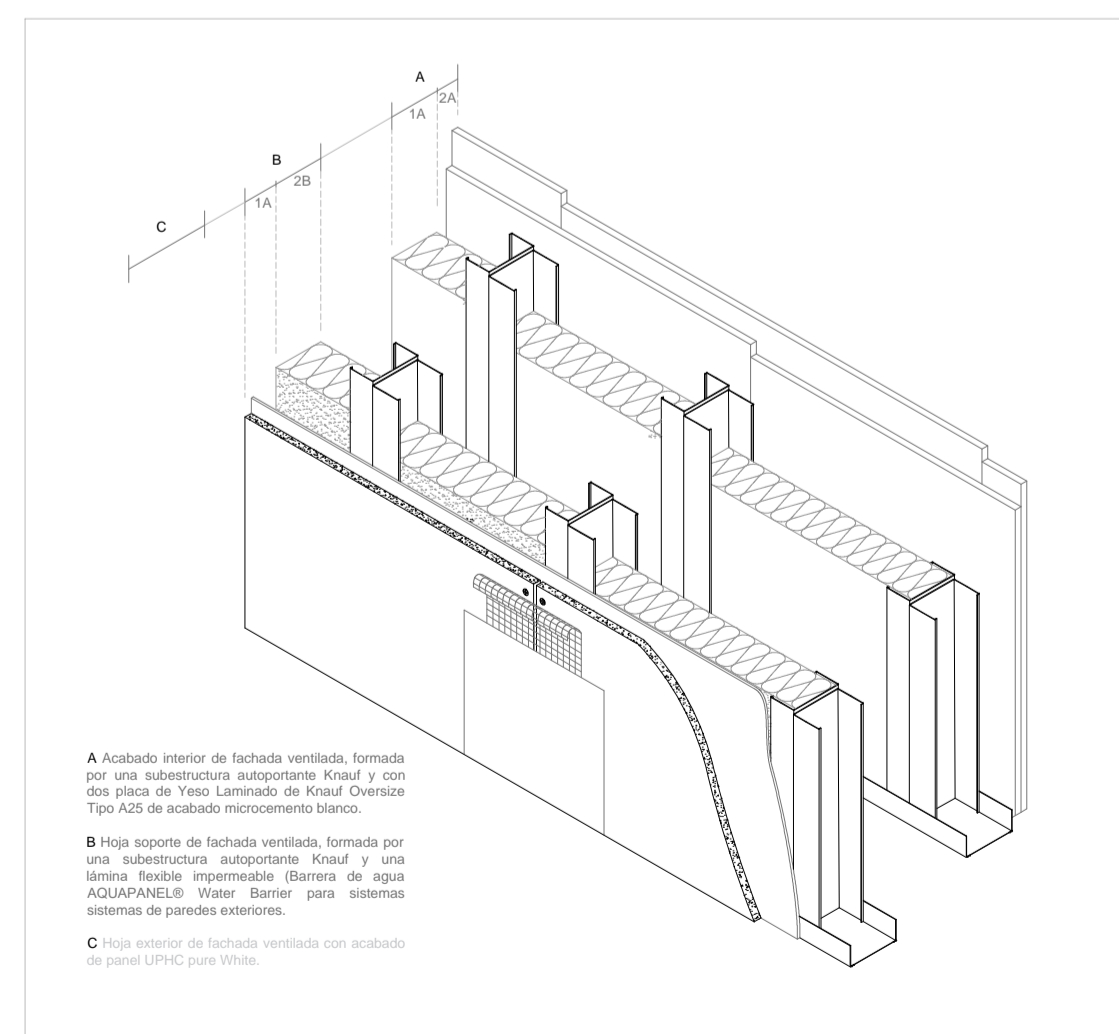 A
2A
1A
B
2B
1A
C
A Acabado interior de fachada ventilada, formada
por una subestructura autoportante Knauf y con
dos placa de Yeso Laminado de Knauf Oversize
Tipo A25 de acabado microcemento blanco.
B Hoja soporte de fachada ventilada, formada por
una subestructura autoportante Knauf y una
lámina flexible impermeable (Barrera de agua
AQUAPANEL® Water Barrier para sistemas
sistemas de paredes exteriores.
C Hoja exterior de fachada ventilada con acabado
de panel UPHC pure White.